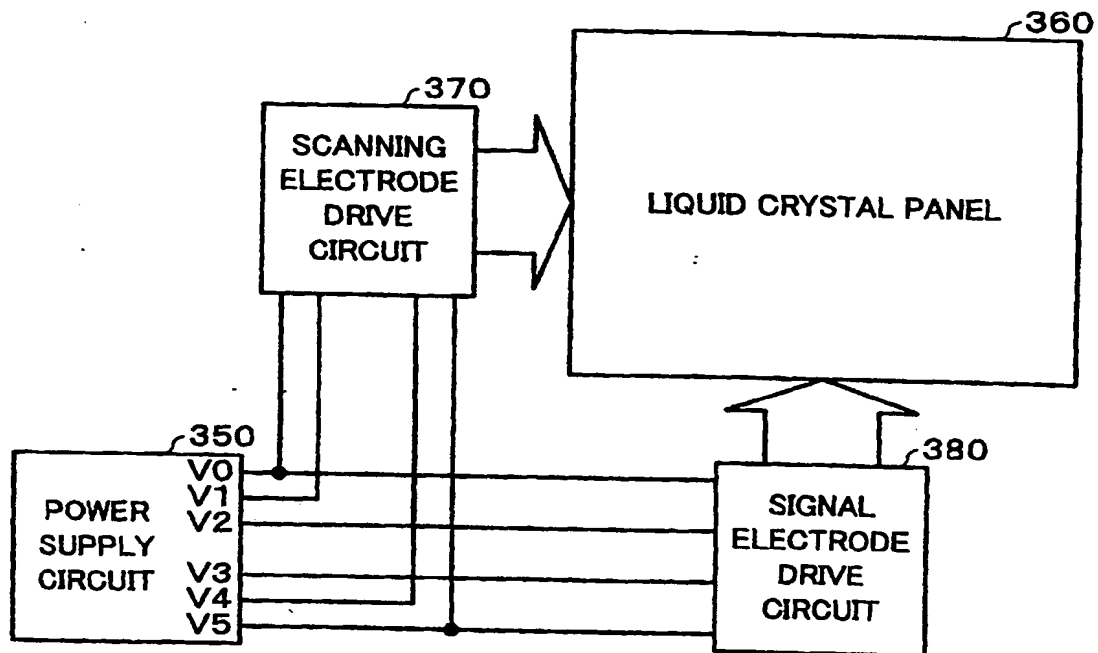 360
LIQUID CRYSTAL PANEL
370
SCANNING
ELECTRODE
DRIVE
CIRCUIT
350
POWER
SUPPLY
CIRCUIT
V0
V1
V2
V3
V4
V5
380
SIGNAL
ELECTRODE
DRIVE
CIRCUIT